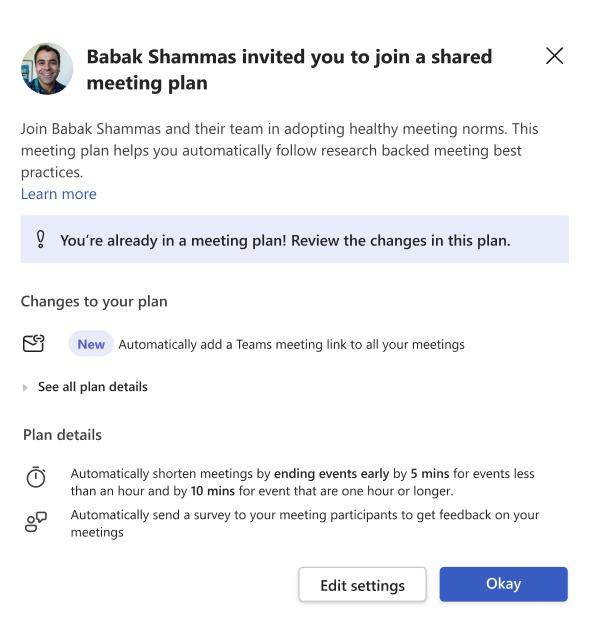 Babak Shammas invited you to join a shared
meeting plan
Join Babak Shammas and their team in adopting healthy meeting norms. This
meeting plan helps you automatically follow research backed meeting best
practices.
Learn more
You’re already in a meeting plan! Review the changes in this plan.
Changes to your plan
New Automatically add a Teams meeting link to all your meetings
See all plan details
Plan details
Automatically shorten meetings by ending events early by 5 mins for events less
than an hour and by 10 mins for event that are one hour or longer.
Automatically send a survey to your meeting participants to get feedback on your
meetings
Edit settings
Okay